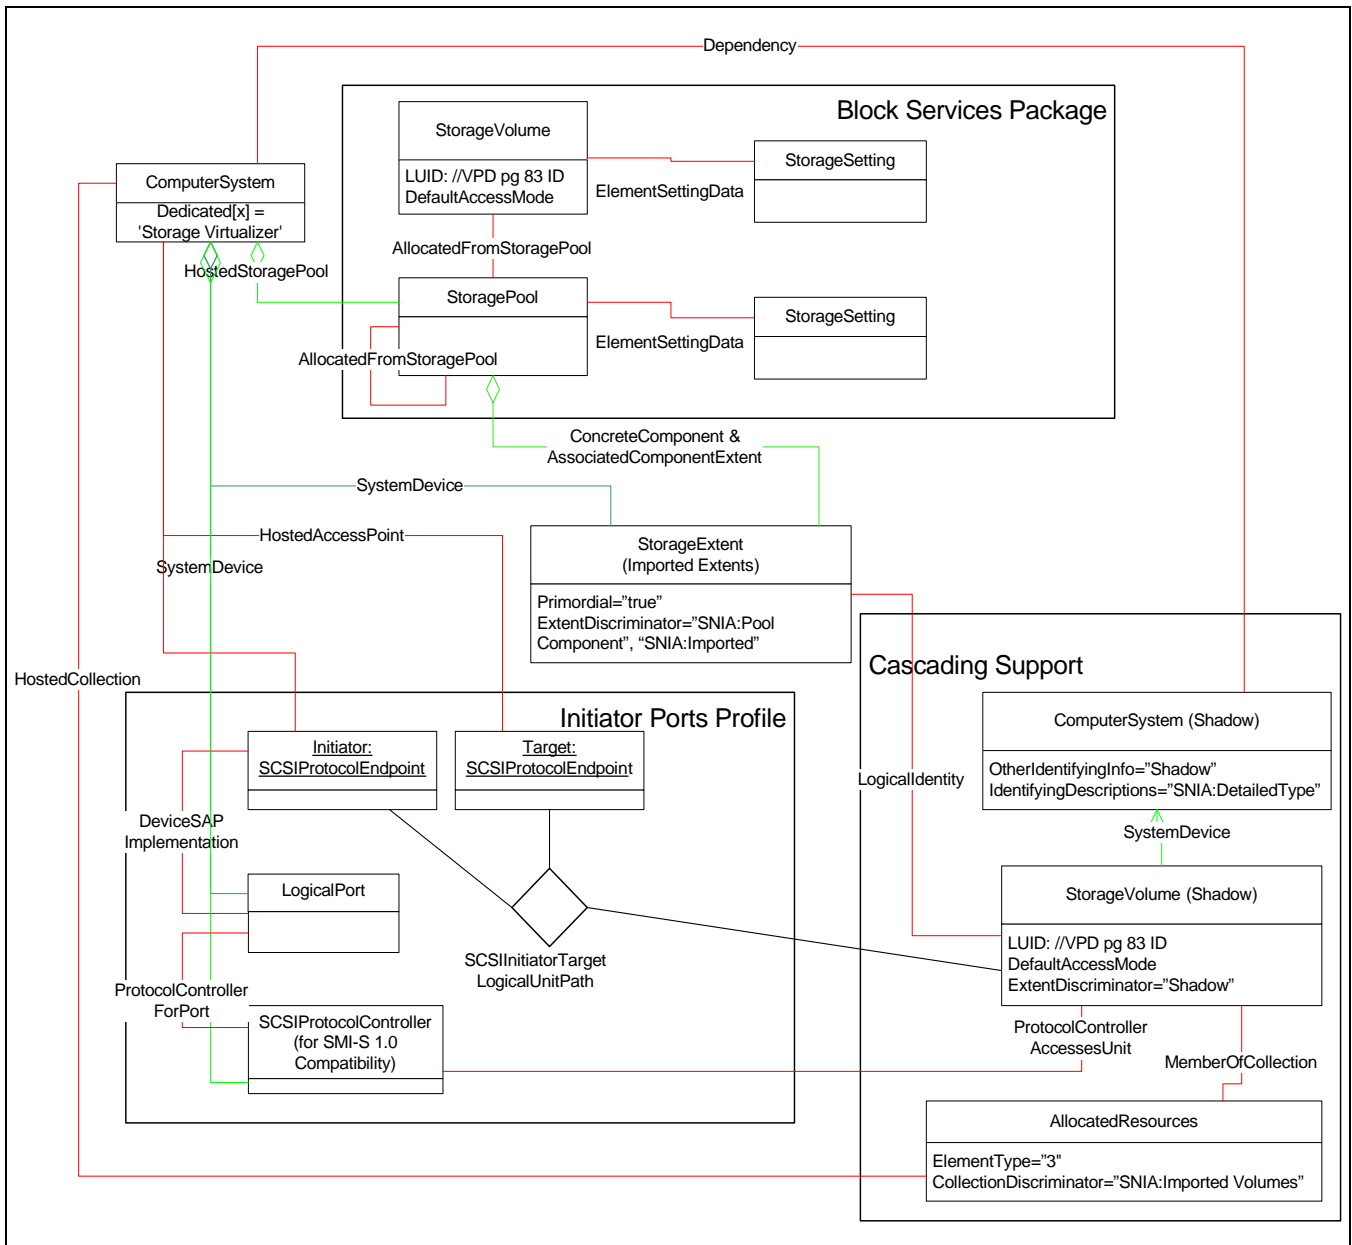 Dependency
Block Services Package
StorageVolume
LUID: //VPD pg 83 ID
DefaultAccessMode
StorageSetting
ElementSettingData
ComputerSystem
Dedicated[x] =
'Storage Virtualizer'
AllocatedFromStoragePool
HostedStoragePool
StoragePool
StorageSetting
ElementSettingData
AllocatedFromStoragePool
ConcreteComponent &
AssociatedComponentExtent
SystemDevice
HostedAccessPoint
SystemDevice
StorageExtent
(Imported Extents)
Primordial="true"
ExtentDiscriminator="SNIA:Pool
Component", "SNIA:Imported"
HostedCollection
Cascading Support
Initiator Ports Profile
ComputerSystem (Shadow)
OtherIdentifyingInfo="Shadow"
IdentifyingDescriptions="SNIA:DetailedType"
Initiator:
SCSIProtocolEndpoint
Target:
SCSIProtocolEndpoint
LogicalIdentity
DeviceSAP
Implementation
SystemDevice
LogicalPort
StorageVolume (Shadow)
LUID: //VPD pg 83 ID
DefaultAccessMode
ExtentDiscriminator="Shadow"
SCSIInitiatorTarget
LogicalUnitPath
ProtocolController
ForPort
SCSIProtocolController
(for SMI-S 1.0
Compatibility)
ProtocolController
AccessesUnit
MemberOfCollection
AllocatedResources
ElementType="3"
CollectionDiscriminator="SNIA:Imported Volumes"